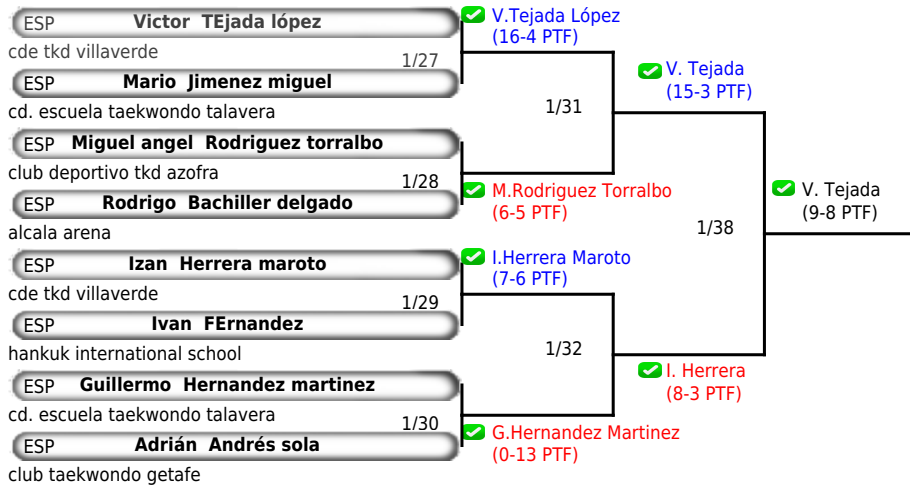 ESP Victor TEjada lópez
cde tkd villaverde
1/27
ESP Mario Jimenez miguel
cd. escuela taekwondo talavera
ESP Miguel angel Rodriguez torralbo
club deportivo tkd azofra
1/28
ESP Rodrigo Bachiller delgado
alcala arena
ESP Izan Herrera maroto
cde tkd villaverde
1/29
ESP Ivan FErnandez
hankuk international school
ESP Guillermo Hernandez martinez
cd. escuela taekwondo talavera
1/30
ESP Adrián Andrés sola
club taekwondo getafe
V.Tejada López
(16-4 PTF)
1/31
M.Rodriguez Torralbo
(6-5 PTF)
I.Herrera Maroto
(7-6 PTF)
1/32
G.Hernandez Martinez
(0-13 PTF)
V. Tejada
(15-3 PTF)
1/38
I. Herrera
(8-3 PTF)
V. Tejada
(9-8 PTF)